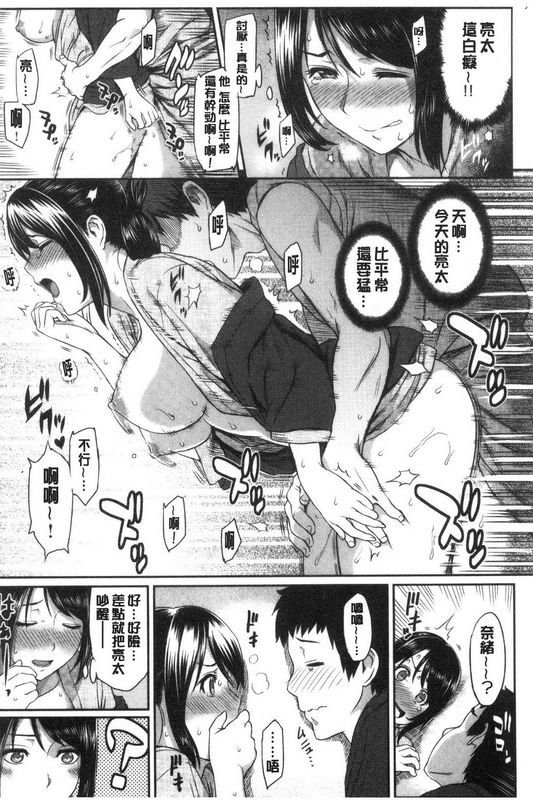 亮太
這白癡~!!
呀…
啊…
討厭…真是的~
他怎麼比平常
還有幹勁啊~啊!
啊
亮~…
啊…
天啊…
今天的亮太
比平常
還要猛…
呼
呼
呼
呼
不行~…
啊啊~!
~啊!
啊
奈緒~?
嗯嗯~…
……唔
好…好險…
差點就把亮太
吵醒——
?